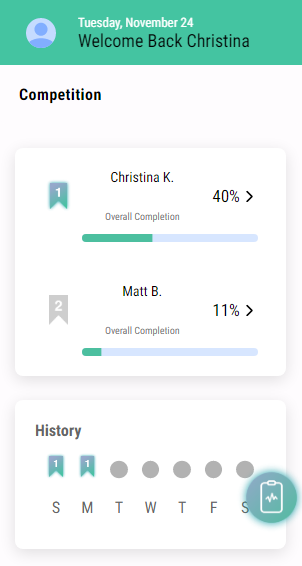 Tuesday, November 24
Welcome Back Christina
Competition
1
Christina K.
40%
Overall Completion
2
Matt B.
11%
Overall Completion
History
1 1
S M T W T F S